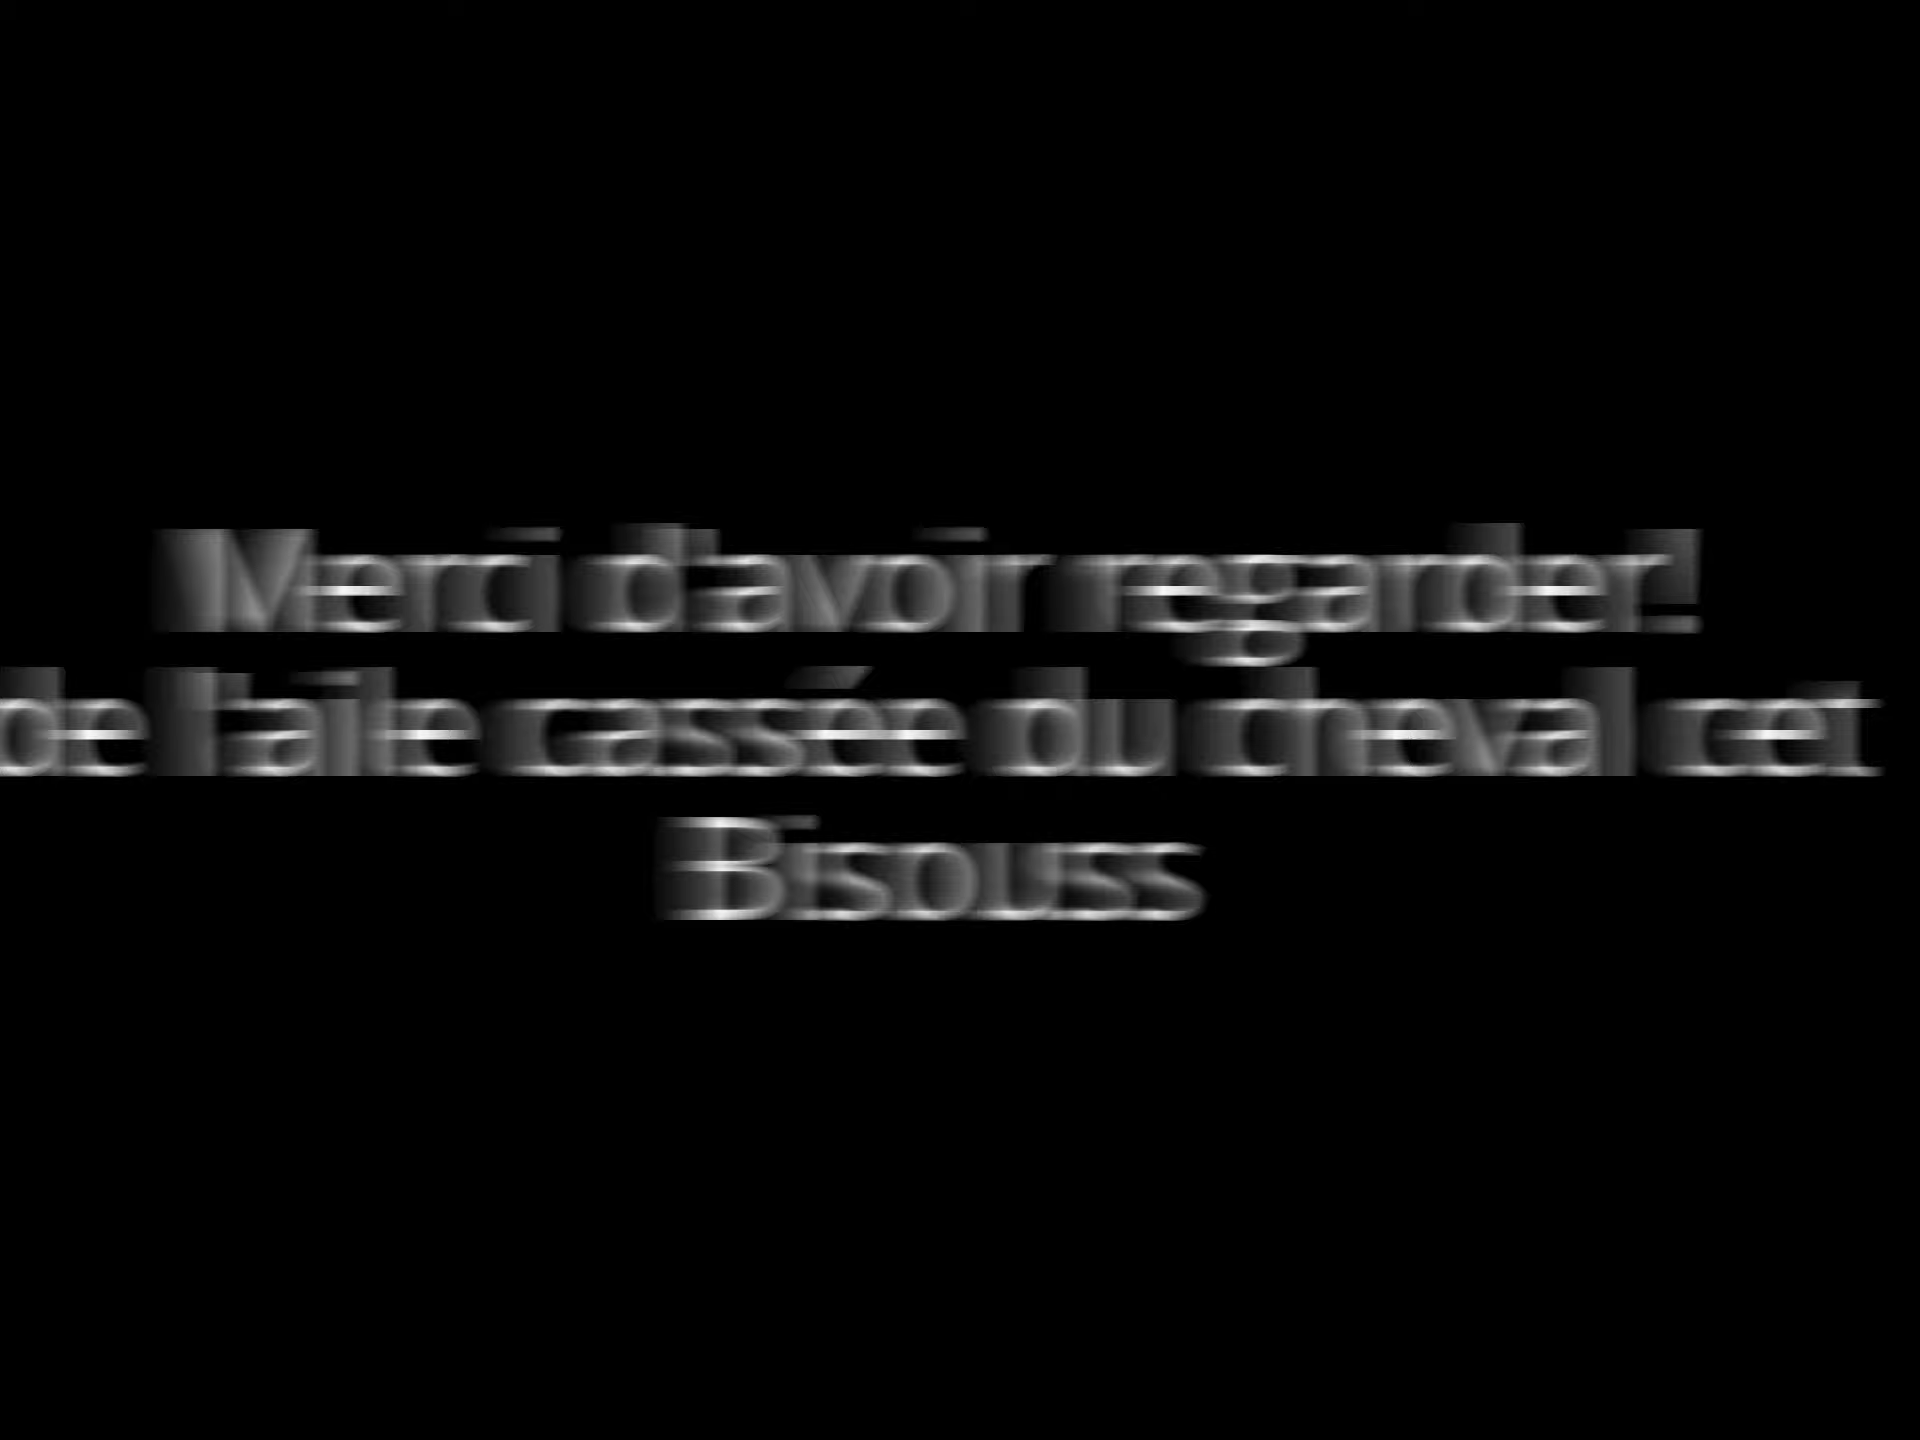 Merci d'avoir regarder!
de l'aile cassée du cheval cet
Bisouss